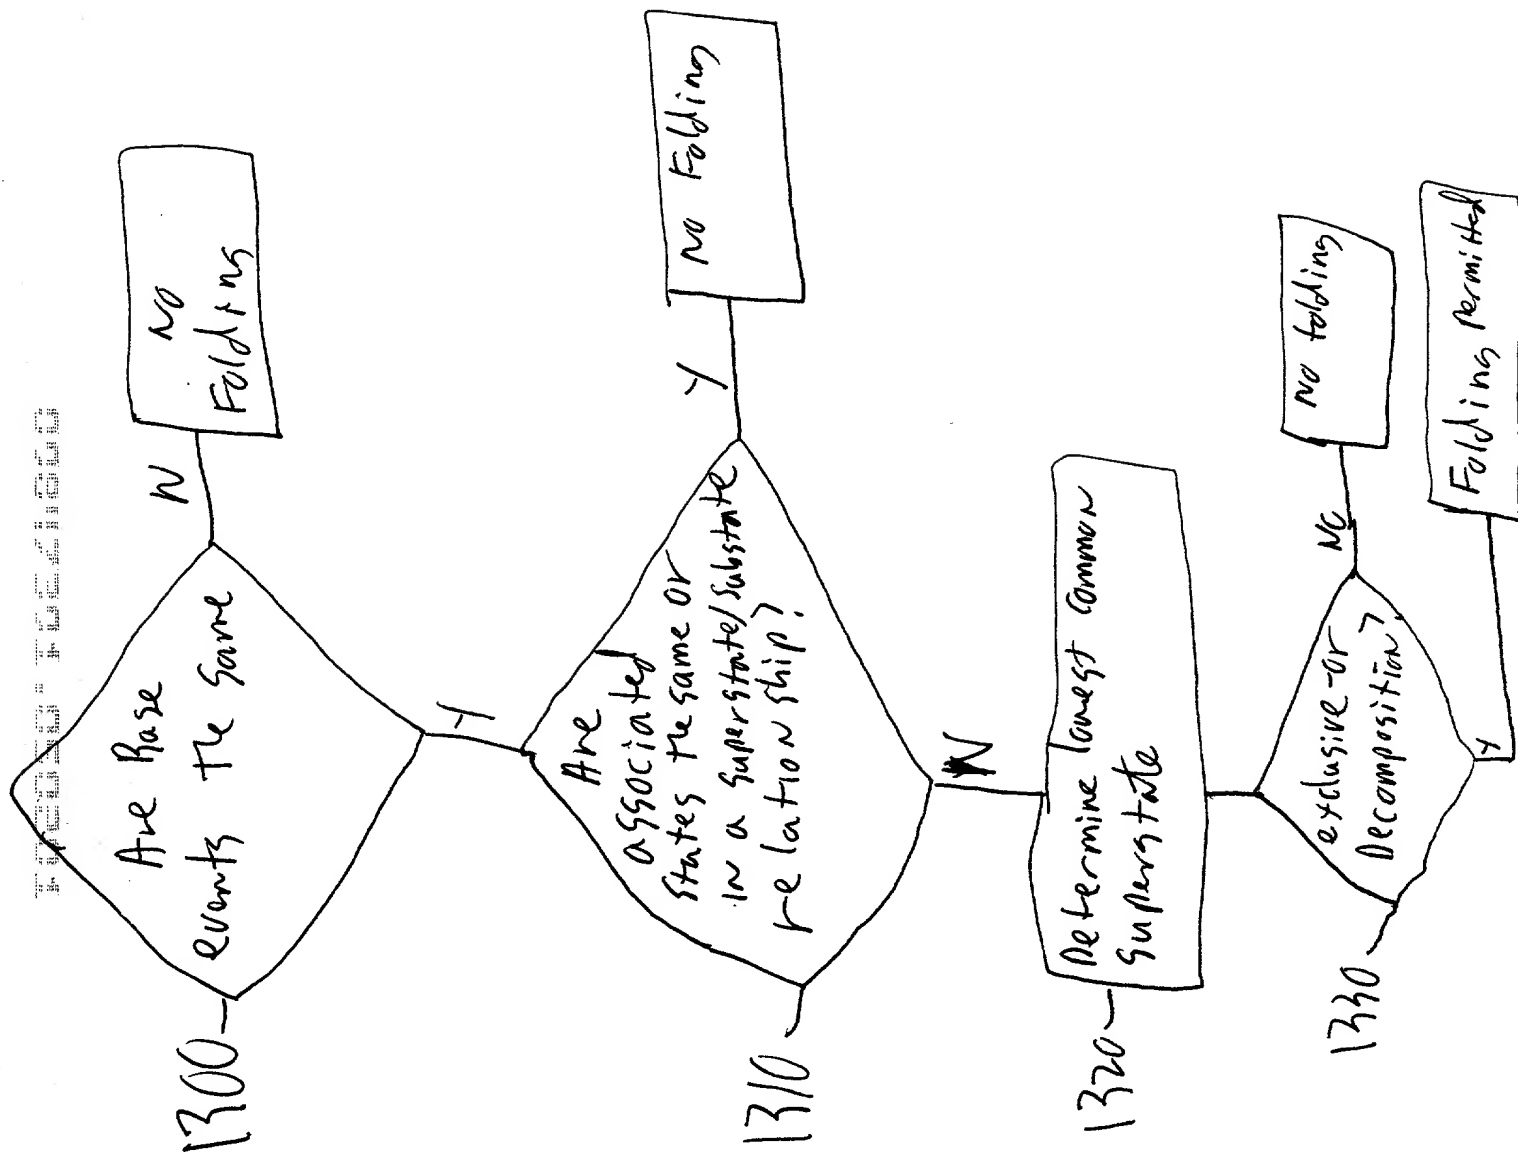 1300
Are Base
events the same
N
No
Folding
Y
1310
Are
associated
states the same or
in a superstate/substate
relationship?
Y
No Folding
N
1320
Determine lowest common
superstate
1330
exclusive-or
Decomposition?
No
No folding
Y
Folding permitted